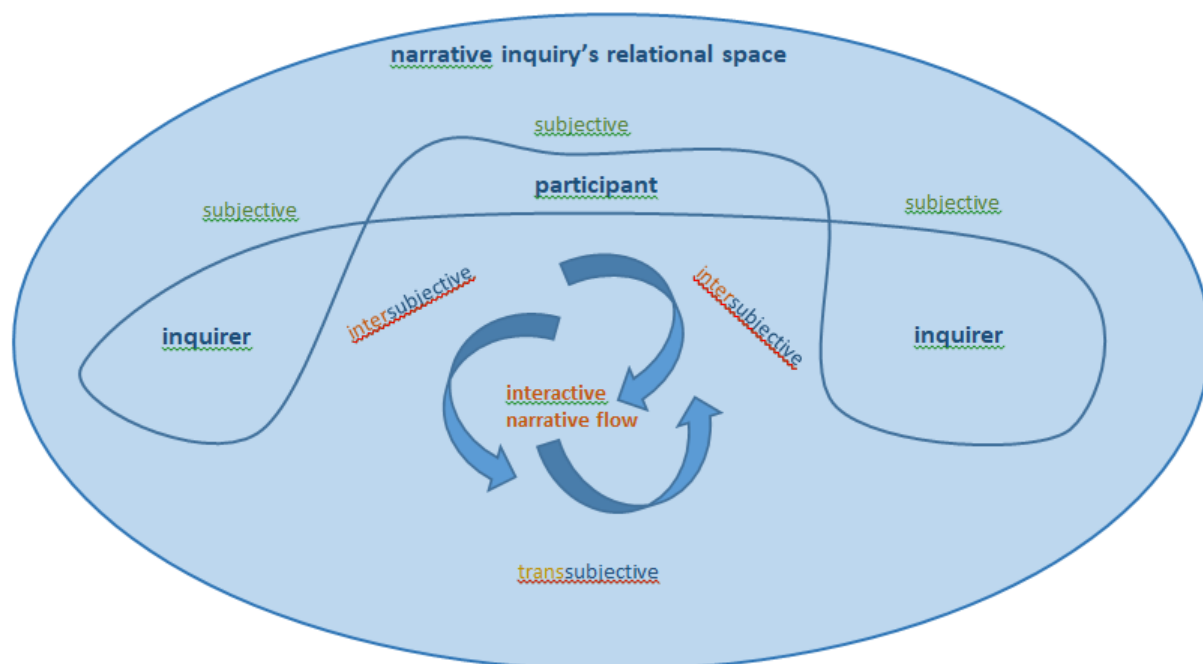 narrative inquiry’s relational space
subjective
participant
subjective
subjective
intersubjective
intersubjective
inquirer
inquirer
interactive
narrative flow
transsubjective